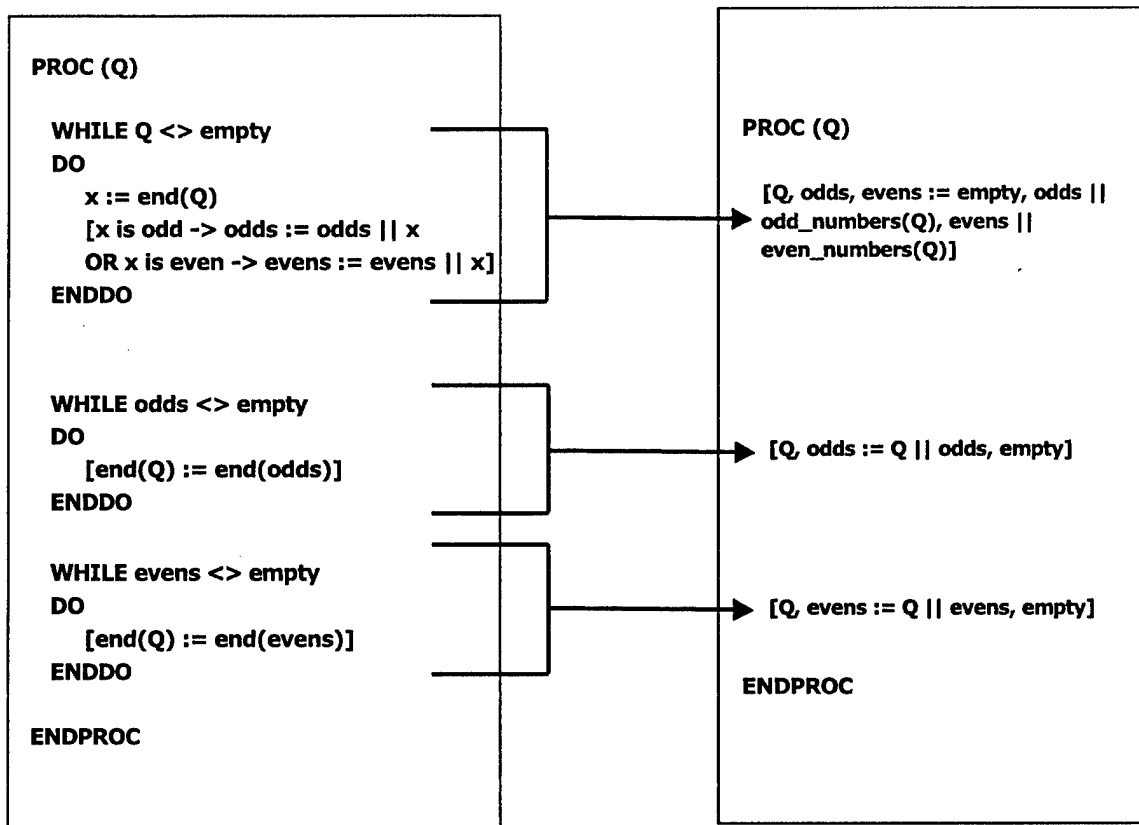 PROC (Q)
WHILE Q <> empty
DO
x := end(Q)
[x is odd -> odds := odds || x
OR x is even -> evens := evens || x]
ENDDO
WHILE odds <> empty
DO
[end(Q) := end(odds)]
ENDDO
WHILE evens <> empty
DO
[end(Q) := end(evens)]
ENDDO
ENDPROC
PROC (Q)
[Q, odds, evens := empty, odds ||
odd_numbers(Q), evens ||
even_numbers(Q)]
[Q, odds := Q || odds, empty]
[Q, evens := Q || evens, empty]
ENDPROC